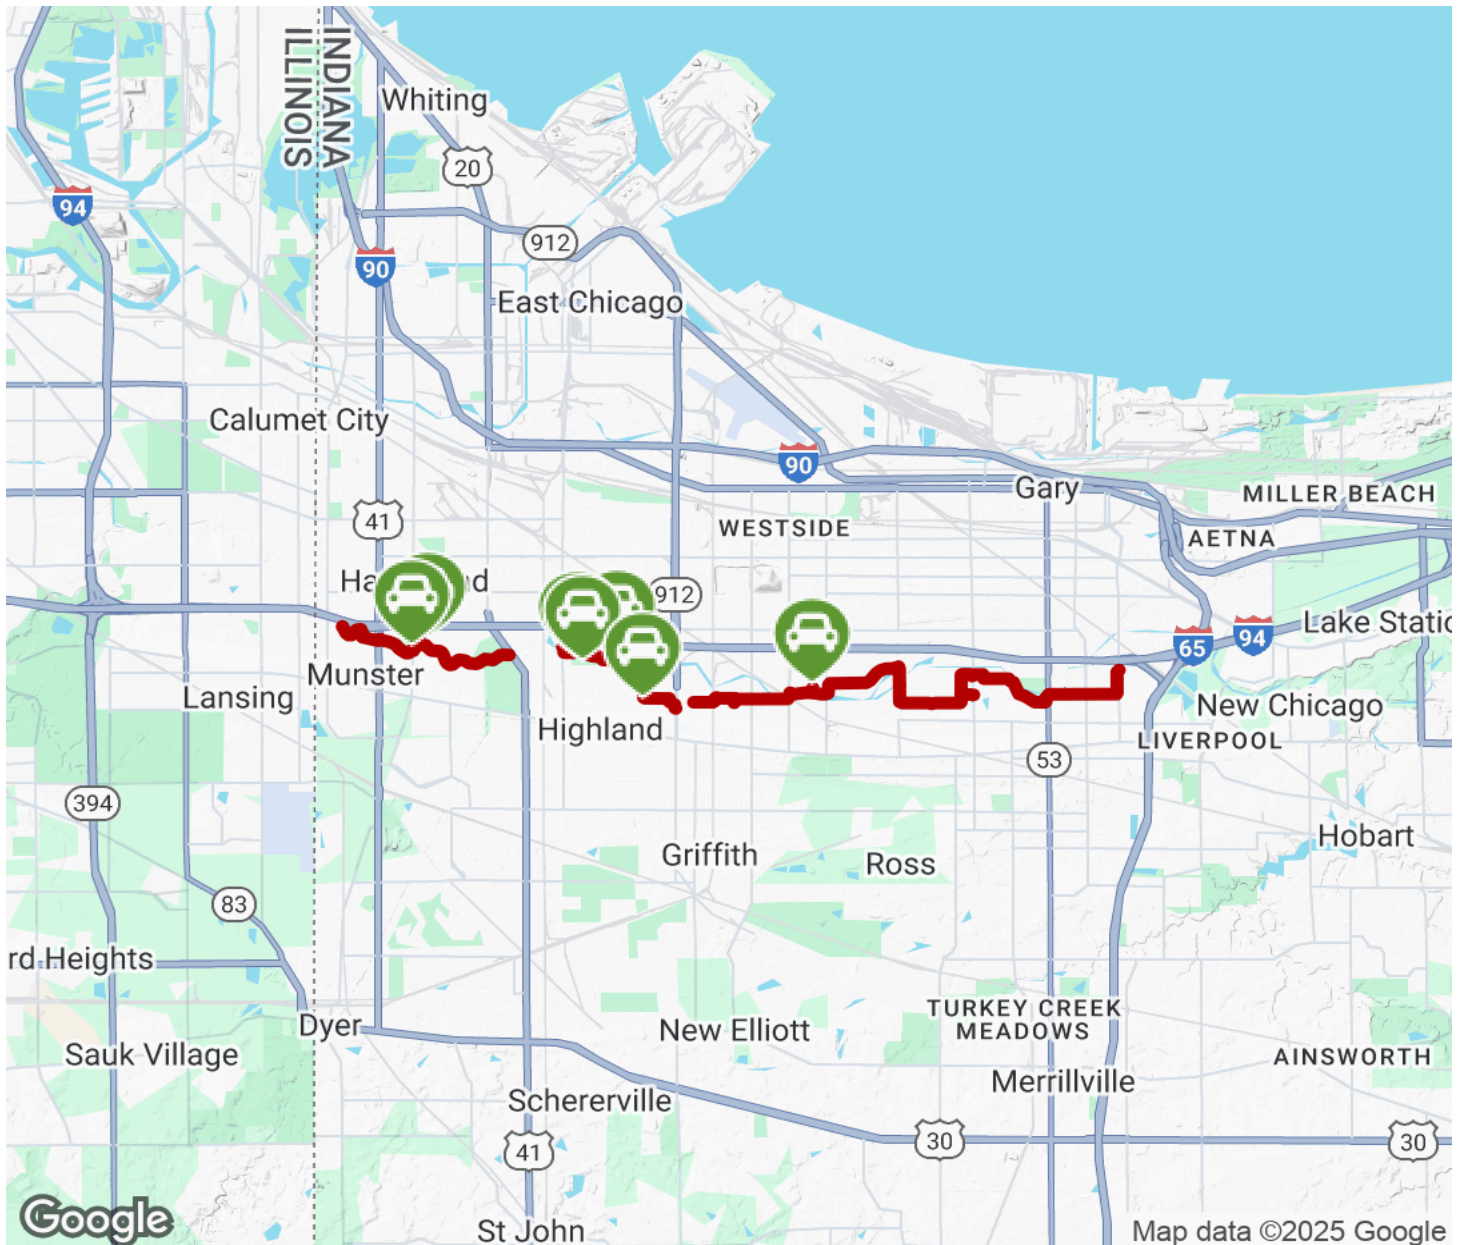 INDIANA
ILLINOIS
Whiting
20
94
912
90
East Chicago
Calumet City
90
Gary
MILLER BEACH
41
WESTSIDE
AETNA
912
Lake Static
65
94
Munster
Lansing
New Chicago
Highland
LIVERPOOL
53
394
Hobart
Griffith
Ross
83
rd Heights
TURKEY CREEK
MEADOWS
Dyer
New Elliott
Sauk Village
AINSWORTH
Merrillville
Schererville
41
30
30
Google
St John
Map data ©2025 Google